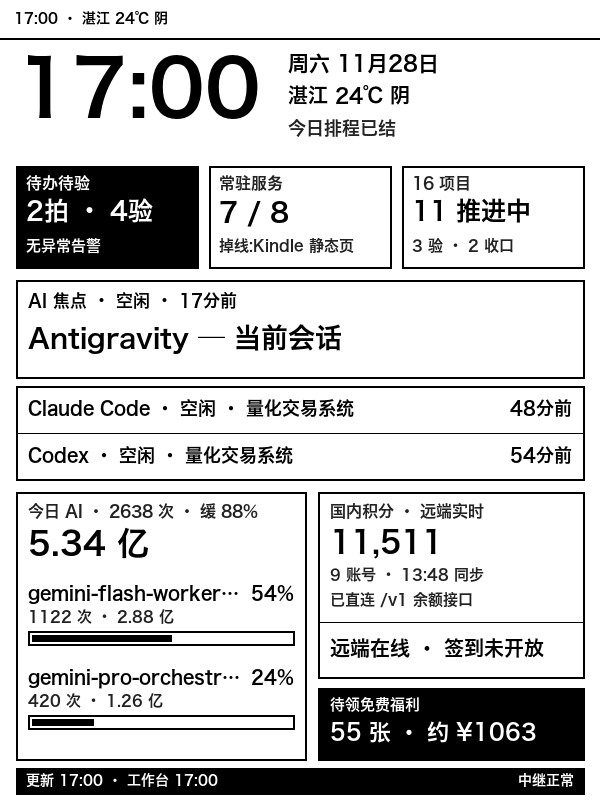 17:00 · 湛江 24℃ 阴
17:00
周六 11月28日
湛江 24℃ 阴
今日排程已结
待办待验
2拍 · 4验
无异常告警
常驻服务
7 / 8
掉线:Kindle 静态页
16 项目
11 推进中
3 验 · 2 收口
AI 焦点 · 空闲 · 17分前
Antigravity — 当前会话
Claude Code · 空闲 · 量化交易系统 48分前
Codex · 空闲 · 量化交易系统 54分前
今日 AI · 2638 次 · 缓 88%
5.34 亿
gemini-flash-worker… 54%
1122 次 · 2.88 亿
gemini-pro-orchestr… 24%
420 次 · 1.26 亿
国内积分 · 远端实时
11,511
9 账号 · 13:48 同步
已直连 /v1 余额接口
远端在线 · 签到未开放
待领免费福利
55 张 · 约 ¥1063
更新 17:00 · 工作台 17:00 中继正常